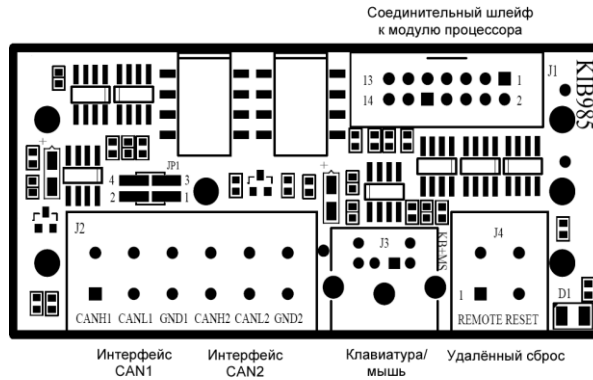 Соединительный шлейф
к модулю процессора
13 1 J1
14 2
KIB985
JP1
4 3
2 1
J2
J3
KB+MS
J4
1
D1
CANH1 CANL1 GND1 CANH2 CANL2 GND2
REMOTE RESET
Интерфейс
CAN1
Интерфейс
CAN2
Клавиатура/
мышь
Удалённый сброс